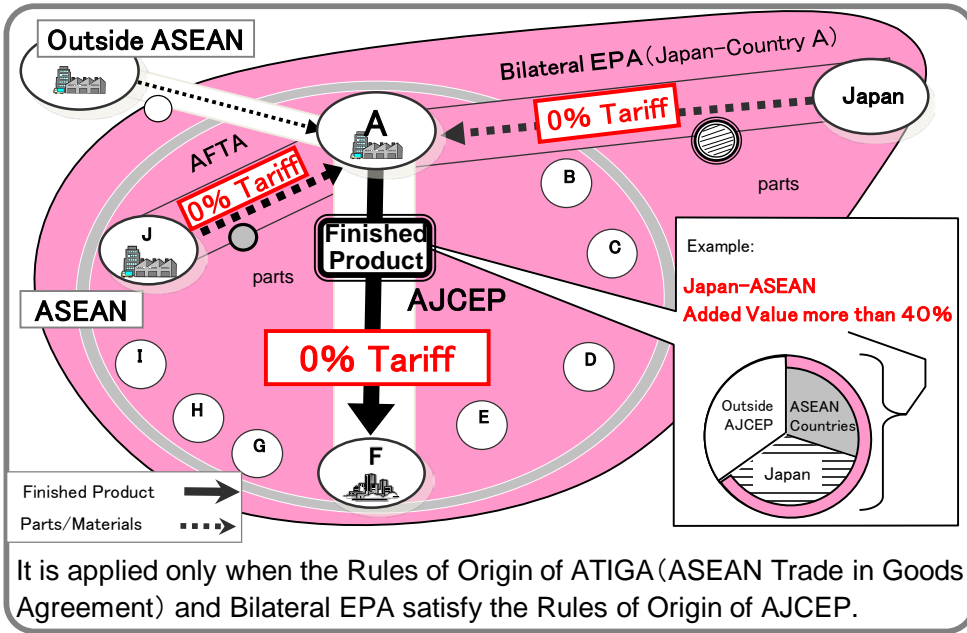 Outside ASEAN
Bilateral EPA(Japan-Country A)
Japan
A
0% Tariff
AFTA
0% Tariff
B
parts
J
Finished
Product
C
Example:
parts
Japan-ASEAN
Added Value more than 40%
ASEAN
AJCEP
0% Tariff
I
D
Outside
AJCEP
ASEAN
Countries
H
E
G
F
Japan
Finished Product
Parts/Materials
It is applied only when the Rules of Origin of ATIGA(ASEAN Trade in Goods
Agreement) and Bilateral EPA satisfy the Rules of Origin of AJCEP.